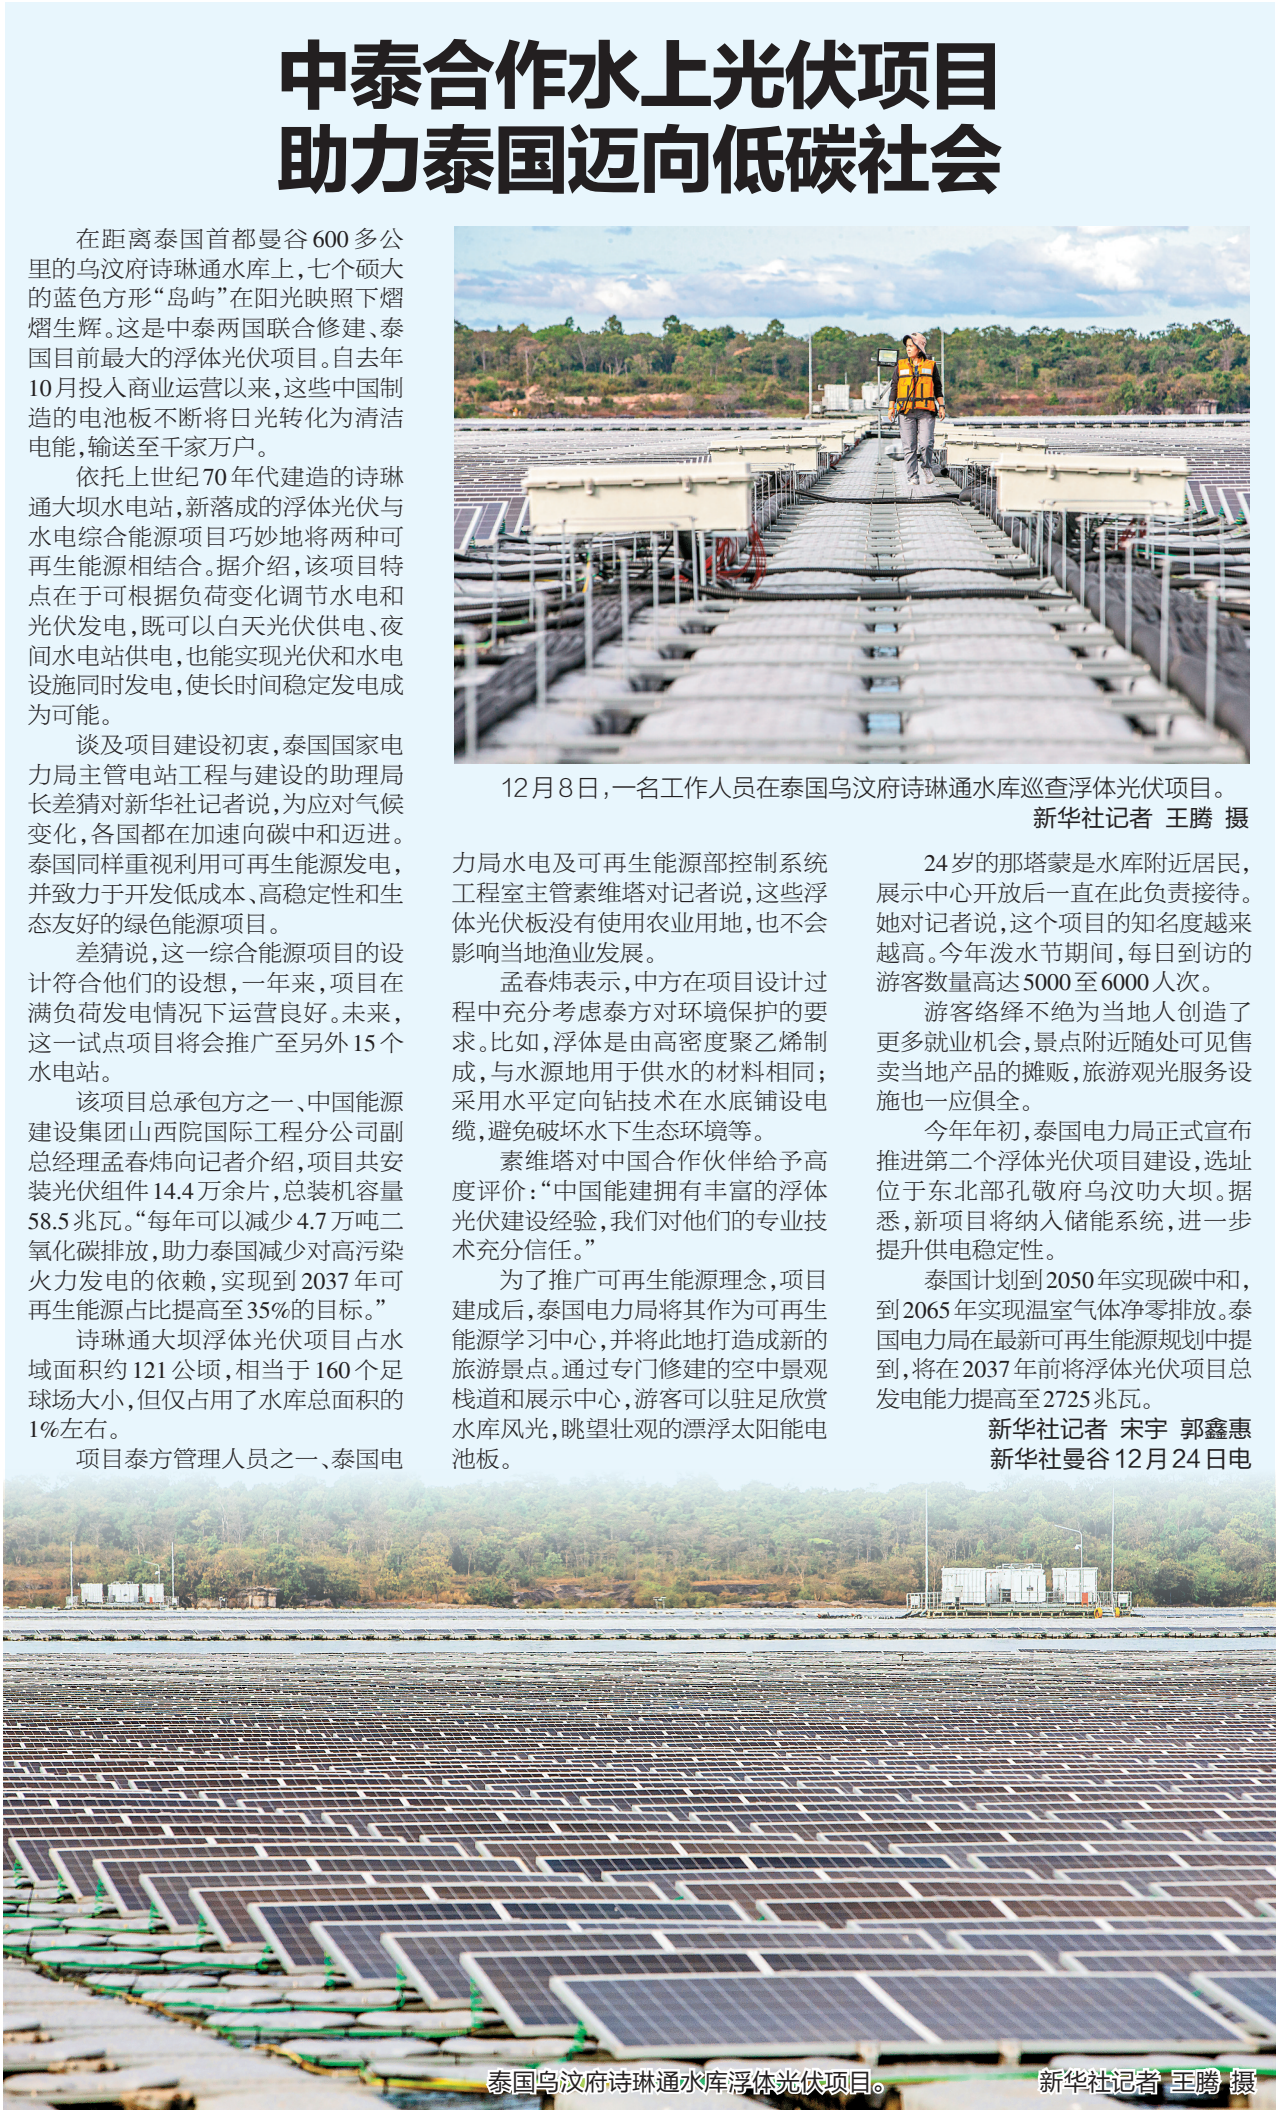 中泰合作水上光伏项目
助力泰国迈向低碳社会
在距离泰国首都曼谷600多公
里的乌汶府诗琳通水库上，七个硕大
的蓝色方形“岛屿”在阳光映照下熠
熠生辉。这是中泰两国联合修建、泰
国目前最大的浮体光伏项目。自去年
10月投入商业运营以来，这些中国制
造的电池板不断将日光转化为清洁
电能，输送至千家万户。
依托上世纪70年代建造的诗琳
通大坝水电站，新落成的浮体光伏与
水电综合能源项目巧妙地将两种可
再生能源相结合。据介绍，该项目特
点在于可根据负荷变化调节水电和
光伏发电，既可以白天光伏供电、夜
间水电站供电，也能实现光伏和水电
设施同时发电，使长时间稳定发电成
为可能。
谈及项目建设初衷，泰国国家电
力局主管电站工程与建设的助理局
长差猜对新华社记者说，为应对气候
变化，各国都在加速向碳中和迈进。
泰国同样重视利用可再生能源发电，
并致力于开发低成本、高稳定性和生
态友好的绿色能源项目。
差猜说，这一综合能源项目的设
计符合他们的设想，一年来，项目在
满负荷发电情况下运营良好。未来，
这一试点项目将会推广至另外15个
水电站。
该项目总承包方之一、中国能源
建设集团山西院国际工程分公司副
总经理孟春炜向记者介绍，项目共安
装光伏组件14.4万余片，总装机容量
58.5兆瓦。“每年可以减少4.7万吨二
氧化碳排放，助力泰国减少对高污染
火力发电的依赖，实现到2037年可
再生能源占比提高至35%的目标。”
诗琳通大坝浮体光伏项目占水
域面积约121公顷，相当于160个足
球场大小，但仅占用了水库总面积的
1%左右。
项目泰方管理人员之一、泰国电
12月8日，一名工作人员在泰国乌汶府诗琳通水库巡查浮体光伏项目。
新华社记者 王腾 摄
力局水电及可再生能源部控制系统
工程室主管素维塔对记者说，这些浮
体光伏板没有使用农业用地，也不会
影响当地渔业发展。
孟春炜表示，中方在项目设计过
程中充分考虑泰方对环境保护的要
求。比如，浮体是由高密度聚乙烯制
成，与水源地用于供水的材料相同；
采用水平定向钻技术在水底铺设电
缆，避免破坏水下生态环境等。
素维塔对中国合作伙伴给予高
度评价：“中国能建拥有丰富的浮体
光伏建设经验，我们对他们的专业技
术充分信任。”
为了推广可再生能源理念，项目
建成后，泰国电力局将其作为可再生
能源学习中心，并将此地打造成新的
旅游景点。通过专门修建的空中景观
栈道和展示中心，游客可以驻足欣赏
水库风光，眺望壮观的漂浮太阳能电
池板。
24岁的那塔蒙是水库附近居民，
展示中心开放后一直在此负责接待。
她对记者说，这个项目的知名度越来
越高。今年泼水节期间，每日到访的
游客数量高达5000至6000人次。
游客络绎不绝为当地人创造了
更多就业机会，景点附近随处可见售
卖当地产品的摊贩，旅游观光服务设
施也一应俱全。
今年年初，泰国电力局正式宣布
推进第二个浮体光伏项目建设，选址
位于东北部孔敬府乌汶叻大坝。据
悉，新项目将纳入储能系统，进一步
提升供电稳定性。
泰国计划到2050年实现碳中和，
到2065年实现温室气体净零排放。泰
国电力局在最新可再生能源规划中提
到，将在2037年前将浮体光伏项目总
发电能力提高至2725兆瓦。
新华社记者 宋宇 郭鑫惠
新华社曼谷12月24日电
泰国乌汶府诗琳通水库浮体光伏项目。
新华社记者 王腾 摄